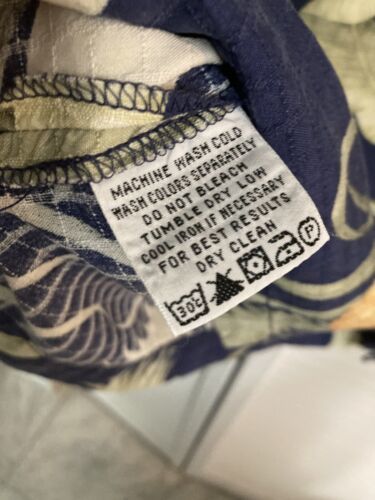 MACHINE WASH COLD
WASH COLORS SEPARATELY
DO NOT BLEACH
TUMBLE DRY LOW
COOL IRON IF NECESSARY
FOR BEST RESULTS
DRY CLEAN
30C P